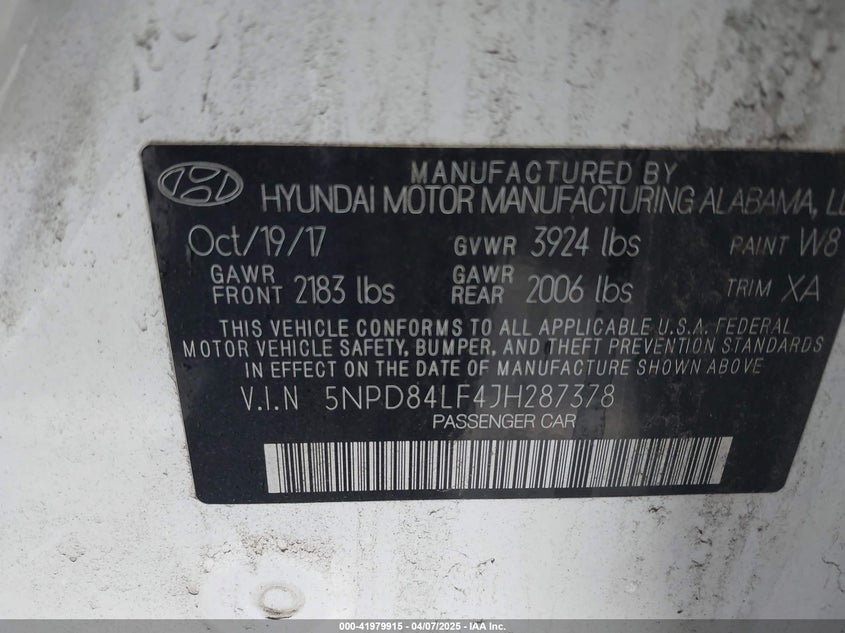 MANUFACTURED BY
HYUNDAI MOTOR MANUFACTURING ALABAMA,
Oct/19/17 GVWR 3924 lbs PAINT W8
GAWR FRONT 2183 lbs GAWR REAR 2006 lbs TRIM XA
THIS VEHICLE CONFORMS TO ALL APPLICABLE U.S.A. FEDERAL
MOTOR VEHICLE SAFETY, BUMPER, AND THEFT PREVENTION STANDARDS
IN EFFECT ON THE DATE OF MANUFACTURE SHOWN ABOVE
V.I.N 5NPD84LF4JH287378
PASSENGER CAR
000-41979915 - 04/07/2025 - IAA Inc.